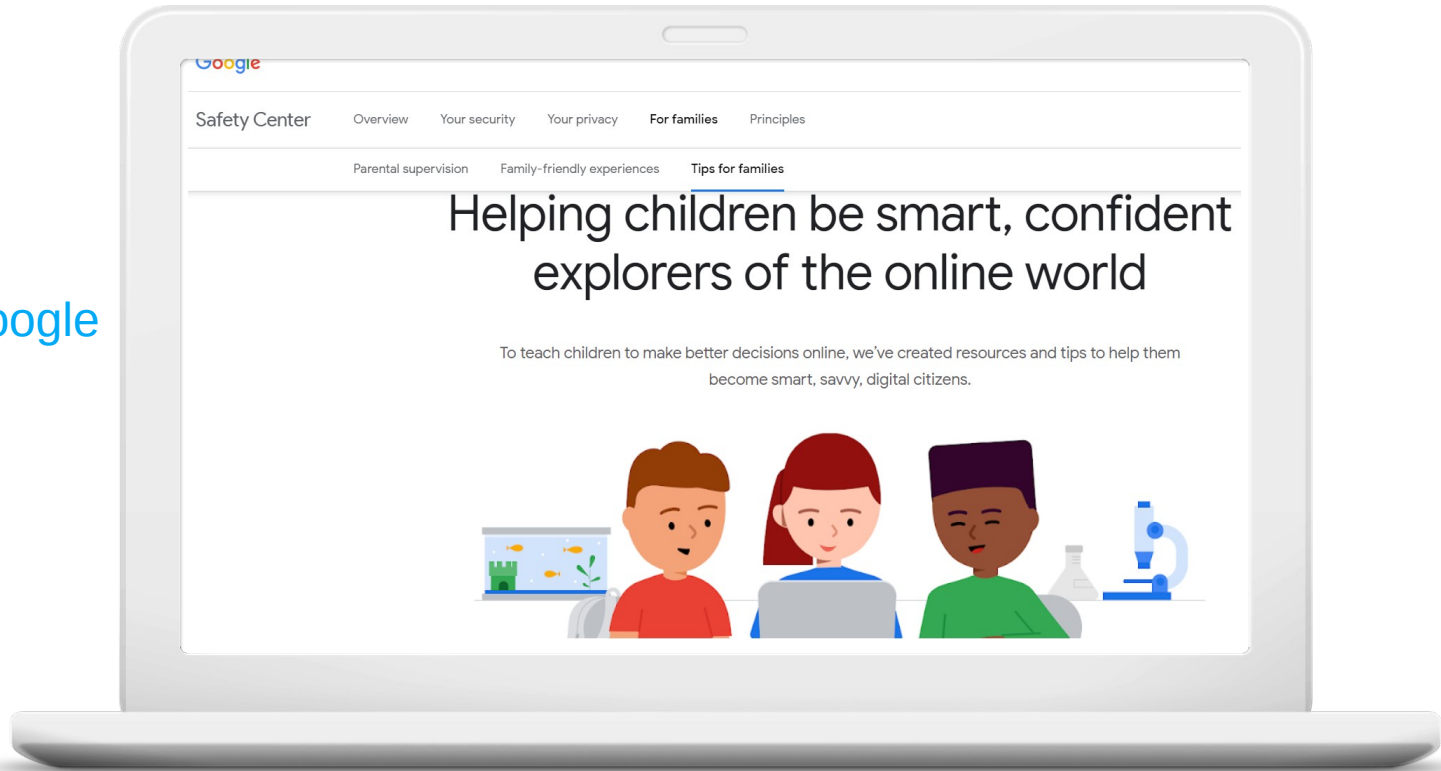 oogle
Google
Safety Center Overview Your security Your privacy For families Principles
Parental supervision Family-friendly experiences Tips for families
Helping children be smart, confident
explorers of the online world
To teach children to make better decisions online, we've created resources and tips to help them
become smart, savvy, digital citizens.